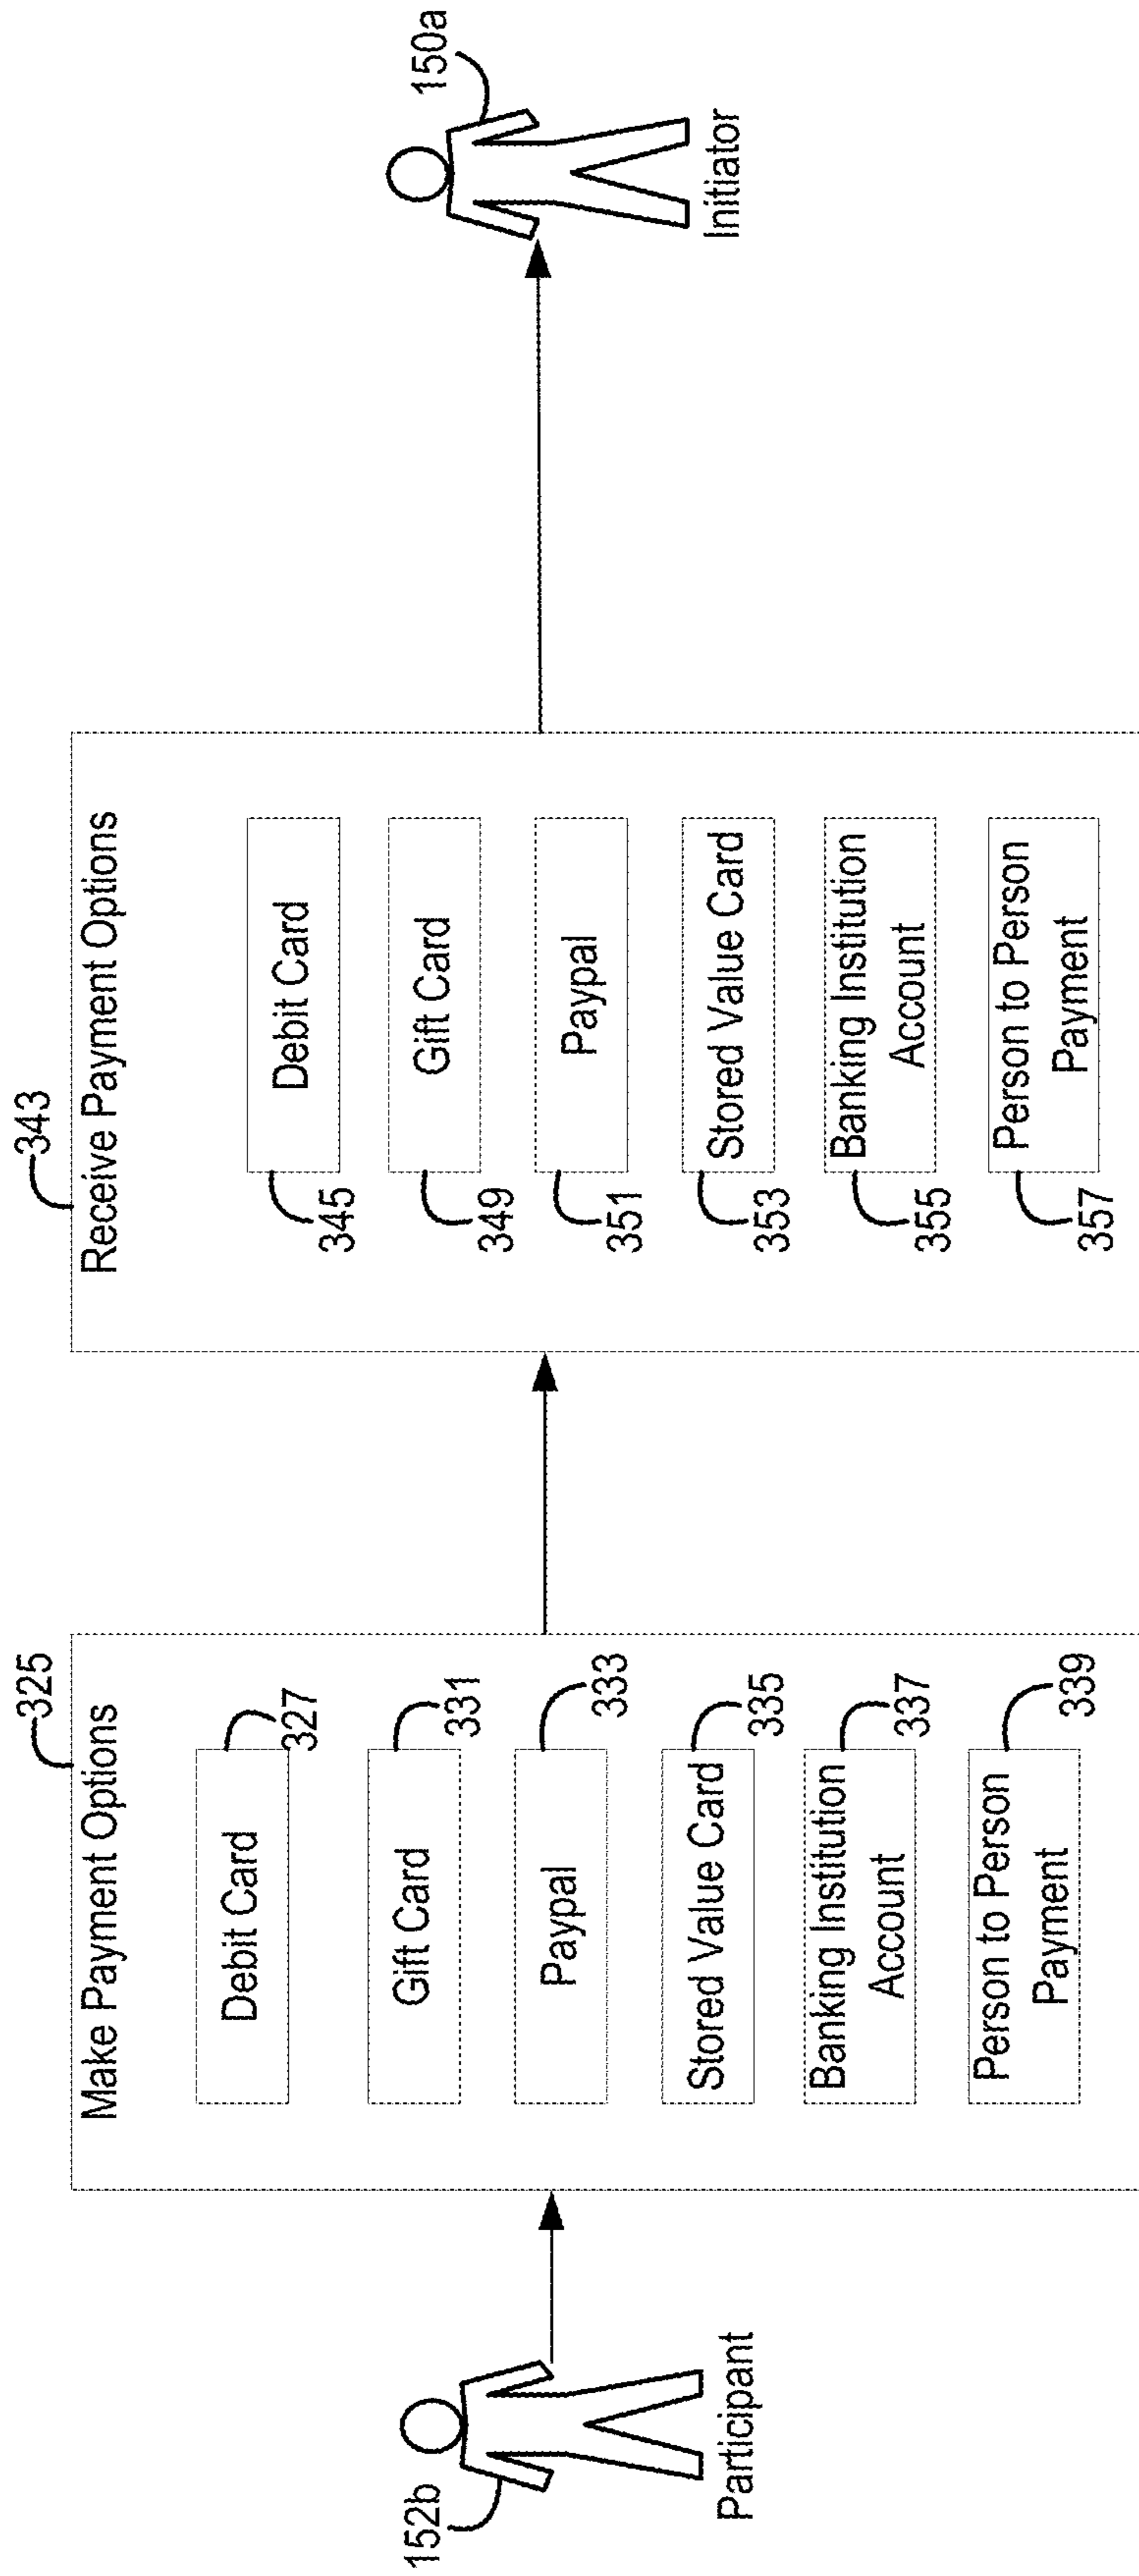 152b
Participant
325
Make Payment Options
Debit Card
327
Gift Card
331
Paypal
333
Stored Value Card
335
Banking Institution
Account
337
Person to Person
Payment
339
343
Receive Payment Options
Debit Card
345
Gift Card
349
Paypal
351
Stored Value Card
353
Banking Institution
Account
355
Person to Person
Payment
357
150a
Initiator